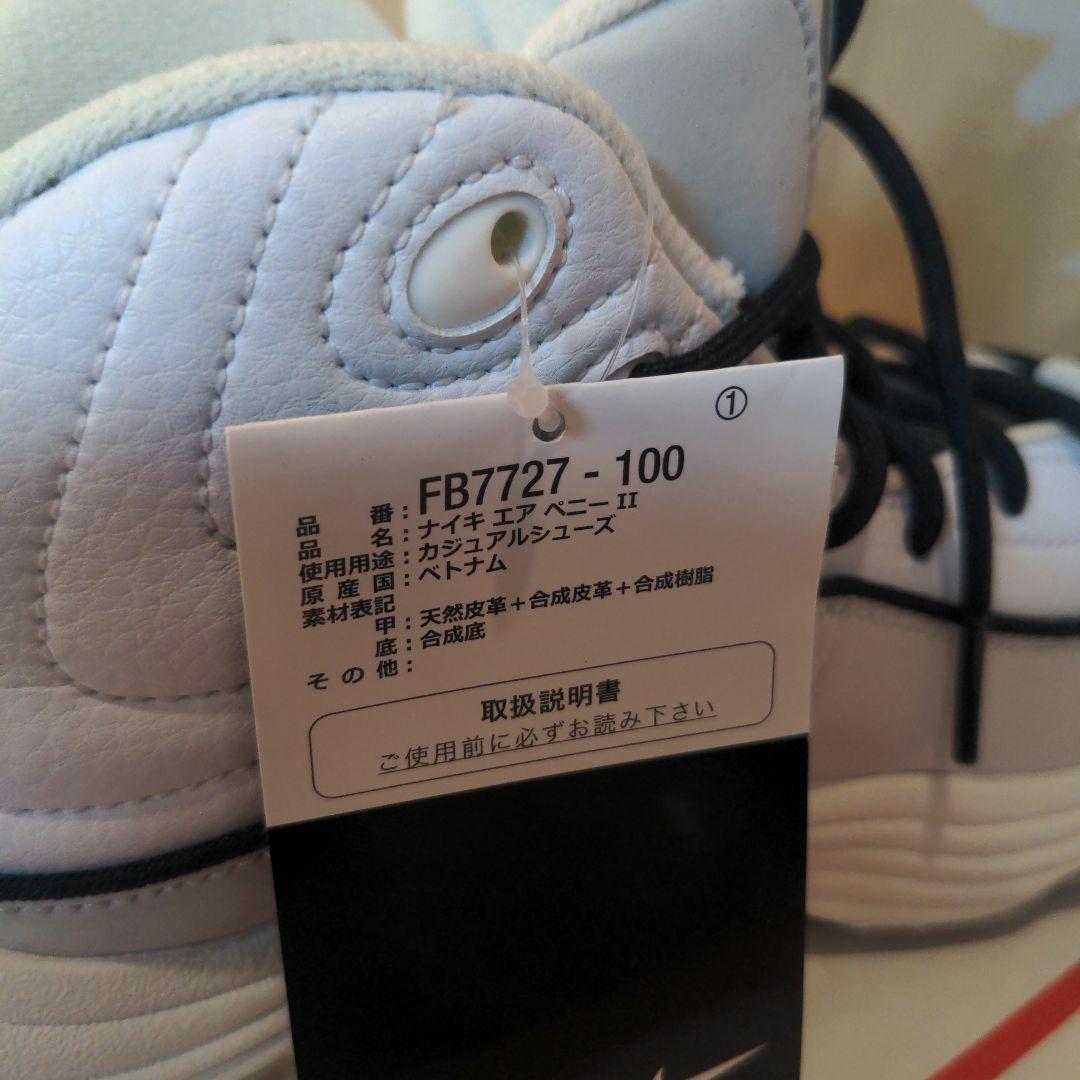 ①
品番：FB7727 - 100
品名：ナイキ エア ペニー II
使用用途：カジュアルシューズ
原産国：ベトナム
素材表記
甲：天然皮革＋合成皮革＋合成樹脂
底：合成底
その他：
取扱説明書
ご使用前に必ずお読み下さい